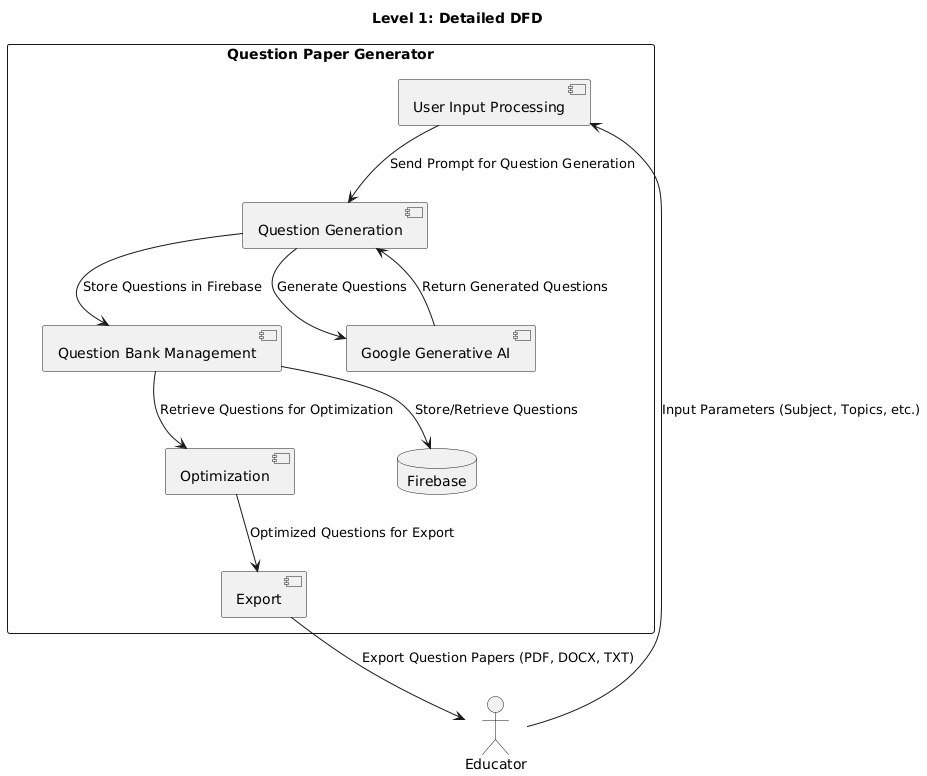 Level 1: Detailed DFD
Question Paper Generator
User Input Processing
Send Prompt for Question Generation
Question Generation
Store Questions in Firebase
Generate Questions
Return Generated Questions
Question Bank Management
Google Generative AI
Retrieve Questions for Optimization
Store/Retrieve Questions
Input Parameters (Subject, Topics, etc.)
Optimization
Firebase
Optimized Questions for Export
Export
Export Question Papers (PDF, DOCX, TXT)
Educator